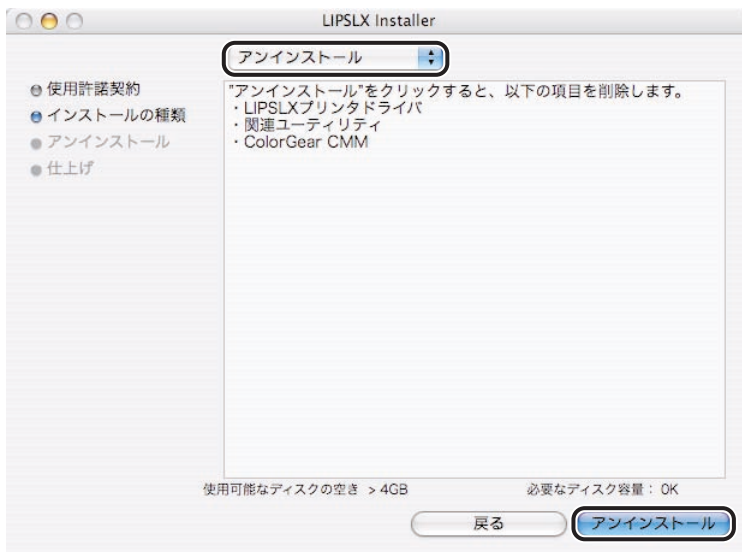 LIPSLX Installer
アンインストール
使用許諾契約
インストールの種類
アンインストール
仕上げ
"アンインストール"をクリックすると、以下の項目を削除します。
・LIPSLXプリンタドライバ
・関連ユーティリティ
・ColorGear CMM
使用可能なディスクの空き > 4GB
必要なディスク容量： 0K
戻る
アンインストール